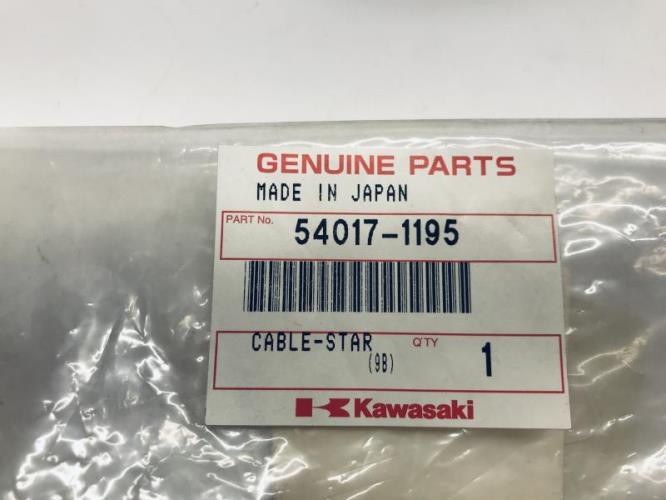 GENUINE PARTS
MADE IN JAPAN
PART No. 54017-1195
CABLE-STAR Q'TY 1
(9B)
Kawasaki